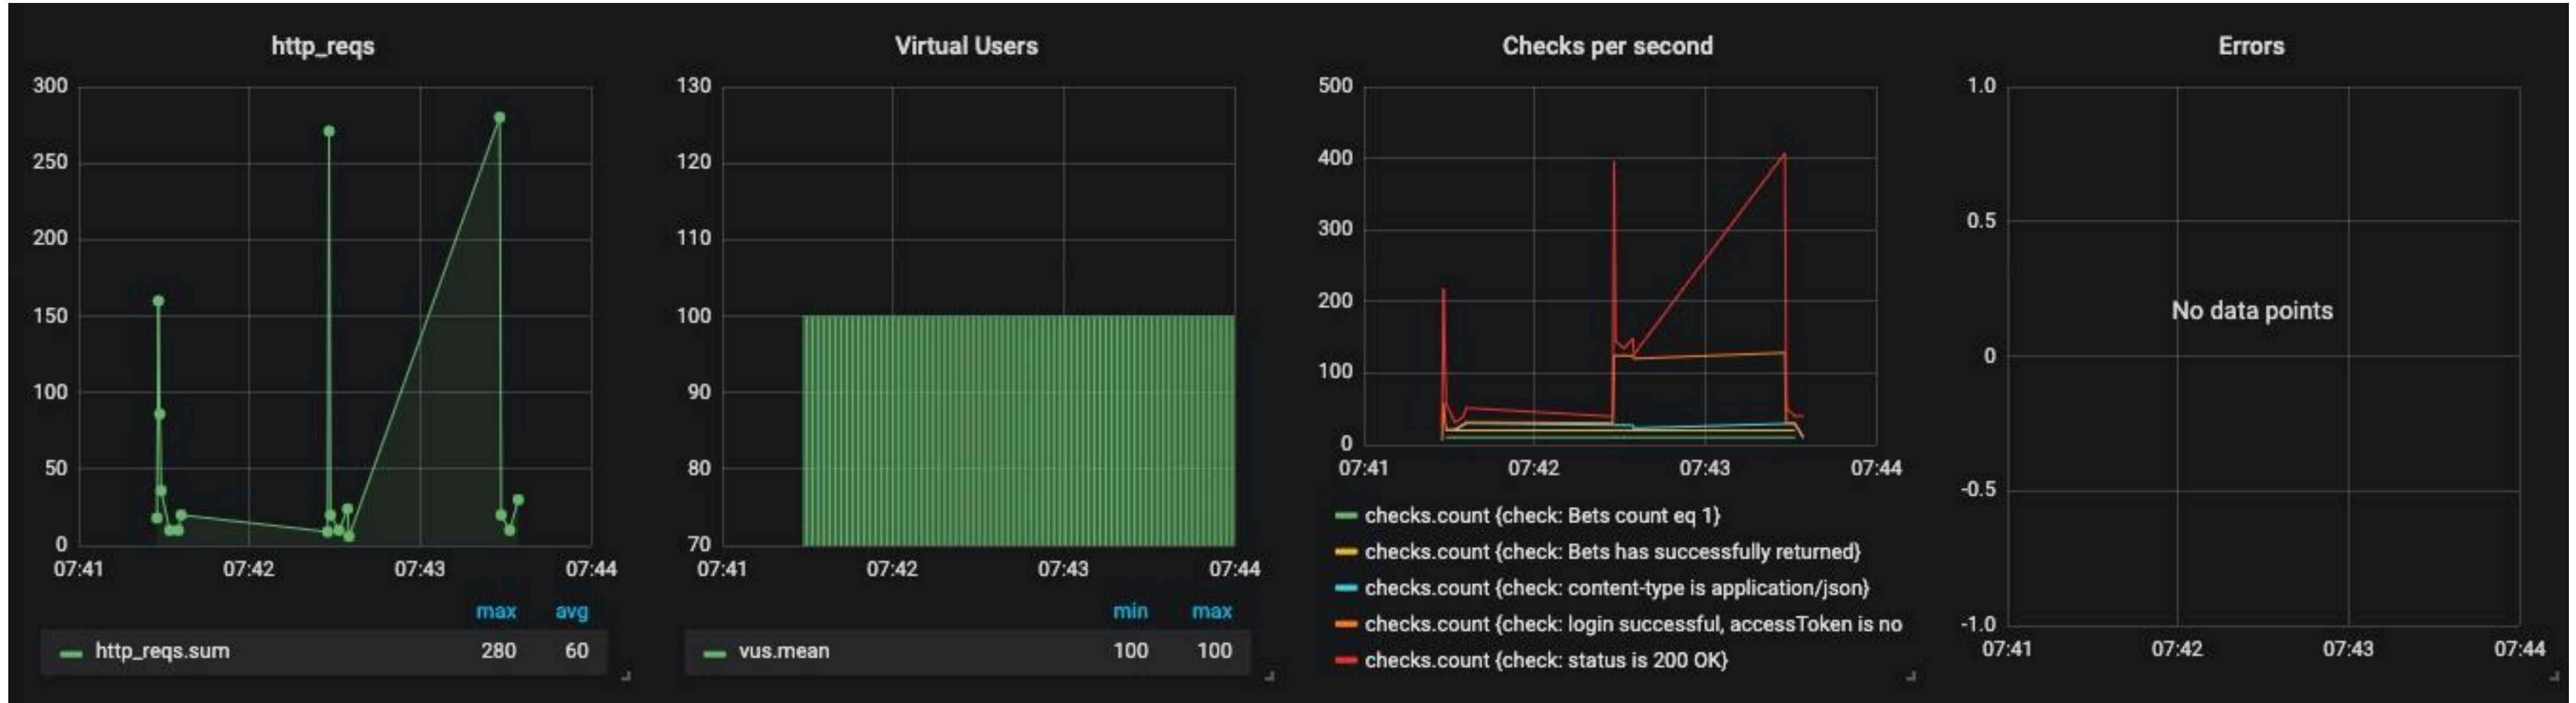 http_reqs
300
250
200
150
100
50
0
07:41 07:42 07:43 07:44
max avg
http_reqs.sum 280 60
Virtual Users
130
120
110
100
90
80
70
07:41 07:42 07:43 07:44
min max
vus.mean 100 100
Checks per second
500
400
300
200
100
0
07:41 07:42 07:43 07:44
checks.count {check: Bets count eq 1}
checks.count {check: Bets has successfully returned}
checks.count {check: content-type is application/json}
checks.count {check: login successful, accessToken is no
checks.count {check: status is 200 OK}
Errors
1.0
0.5
0
-0.5
-1.0
No data points
07:41 07:42 07:43 07:44